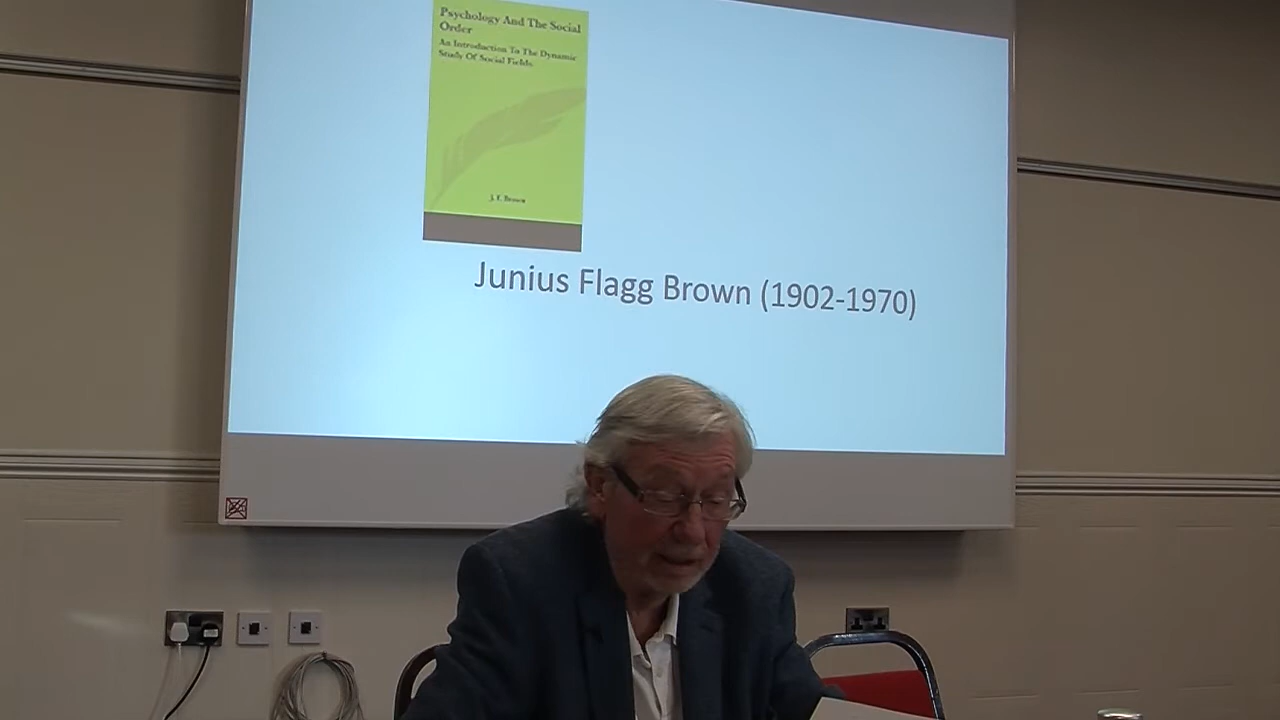 Psychology And The Social
Order
An Introduction To The Dynamic
Study Of Social Fields
J. F. Brown
Junius Flagg Brown (1902-1970)